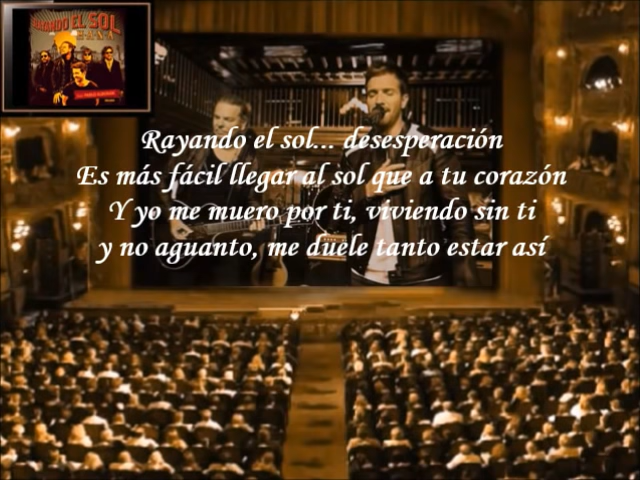 RAYANDO EL SOL
MANÁ
Rayando el sol... desesperación
Es más fácil llegar al sol que a tu corazón
Y yo me muero por ti, viviendo sin ti
y no aguanto, me duele tanto estar así